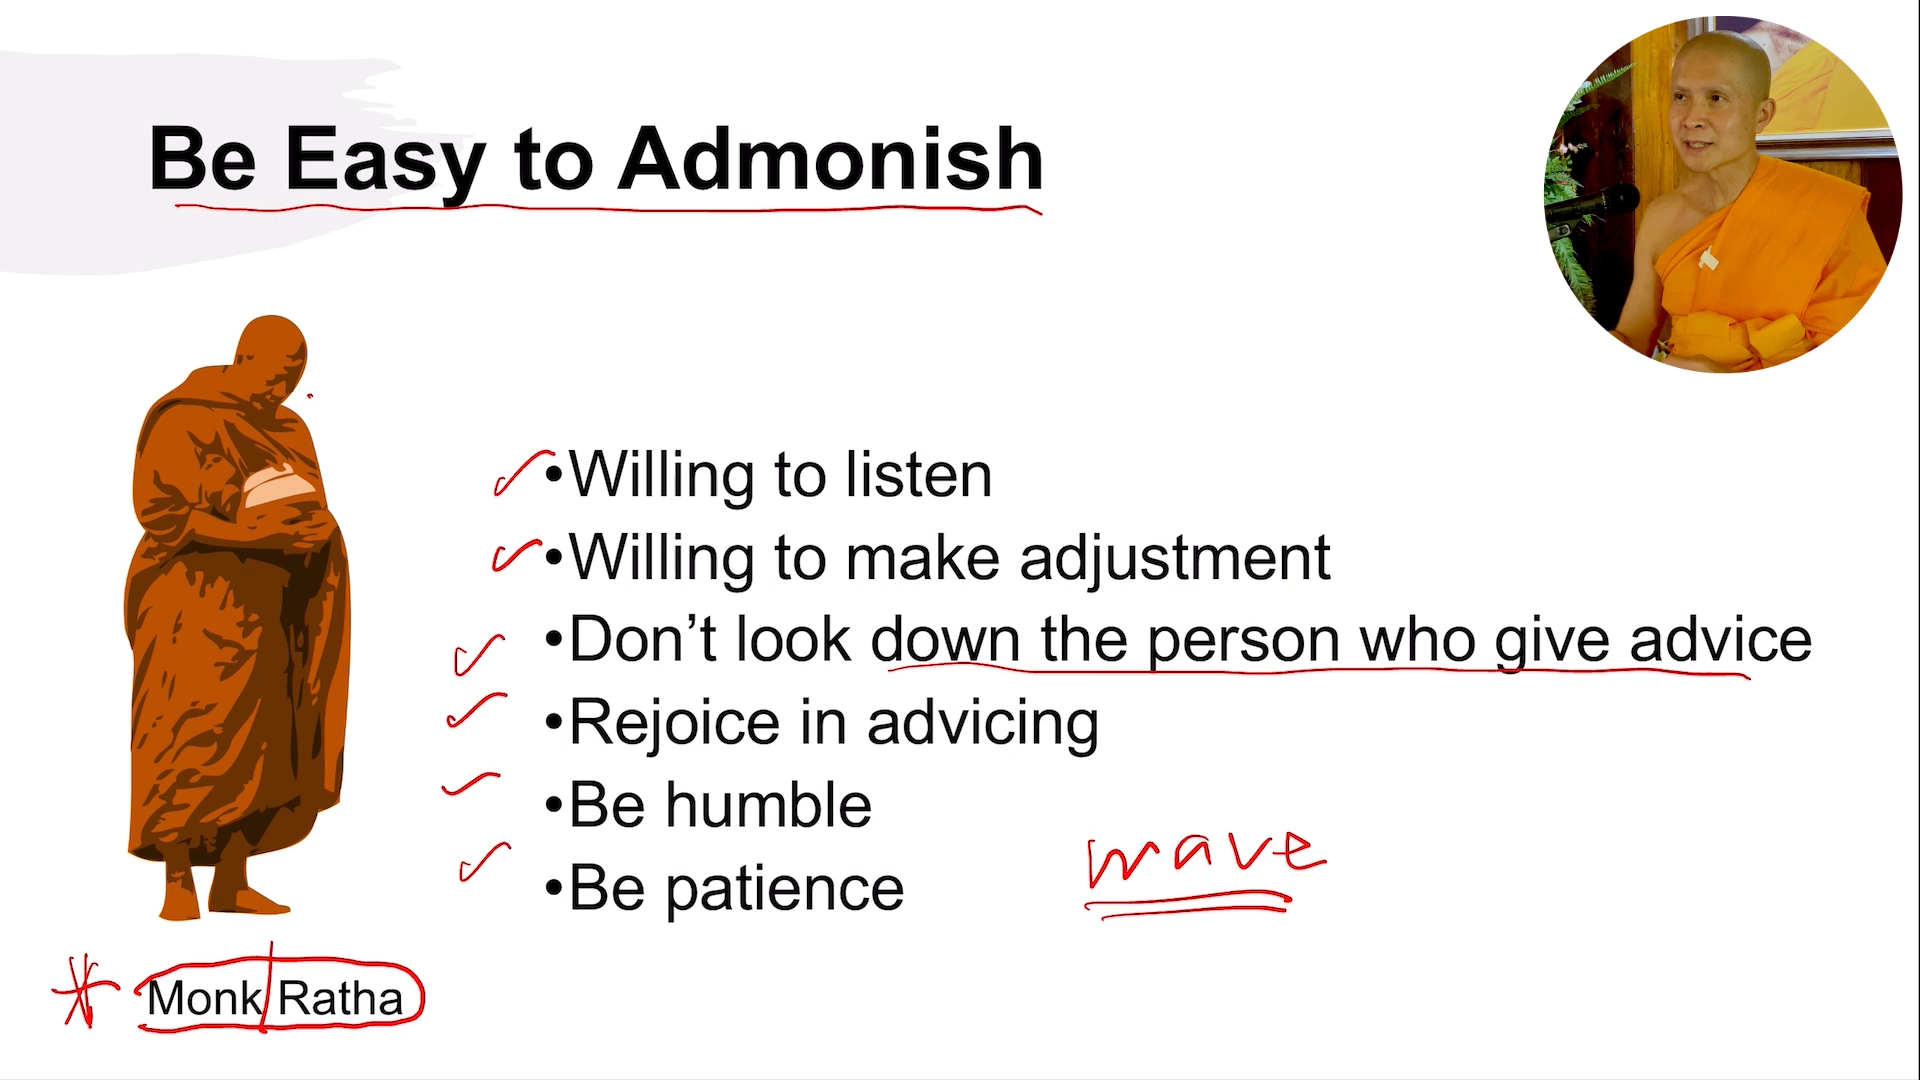 Be Easy to Admonish
•Willing to listen
•Willing to make adjustment
•Don’t look down the person who give advice
•Rejoice in advicing
•Be humble
•Be patience
wave
Monk Ratha